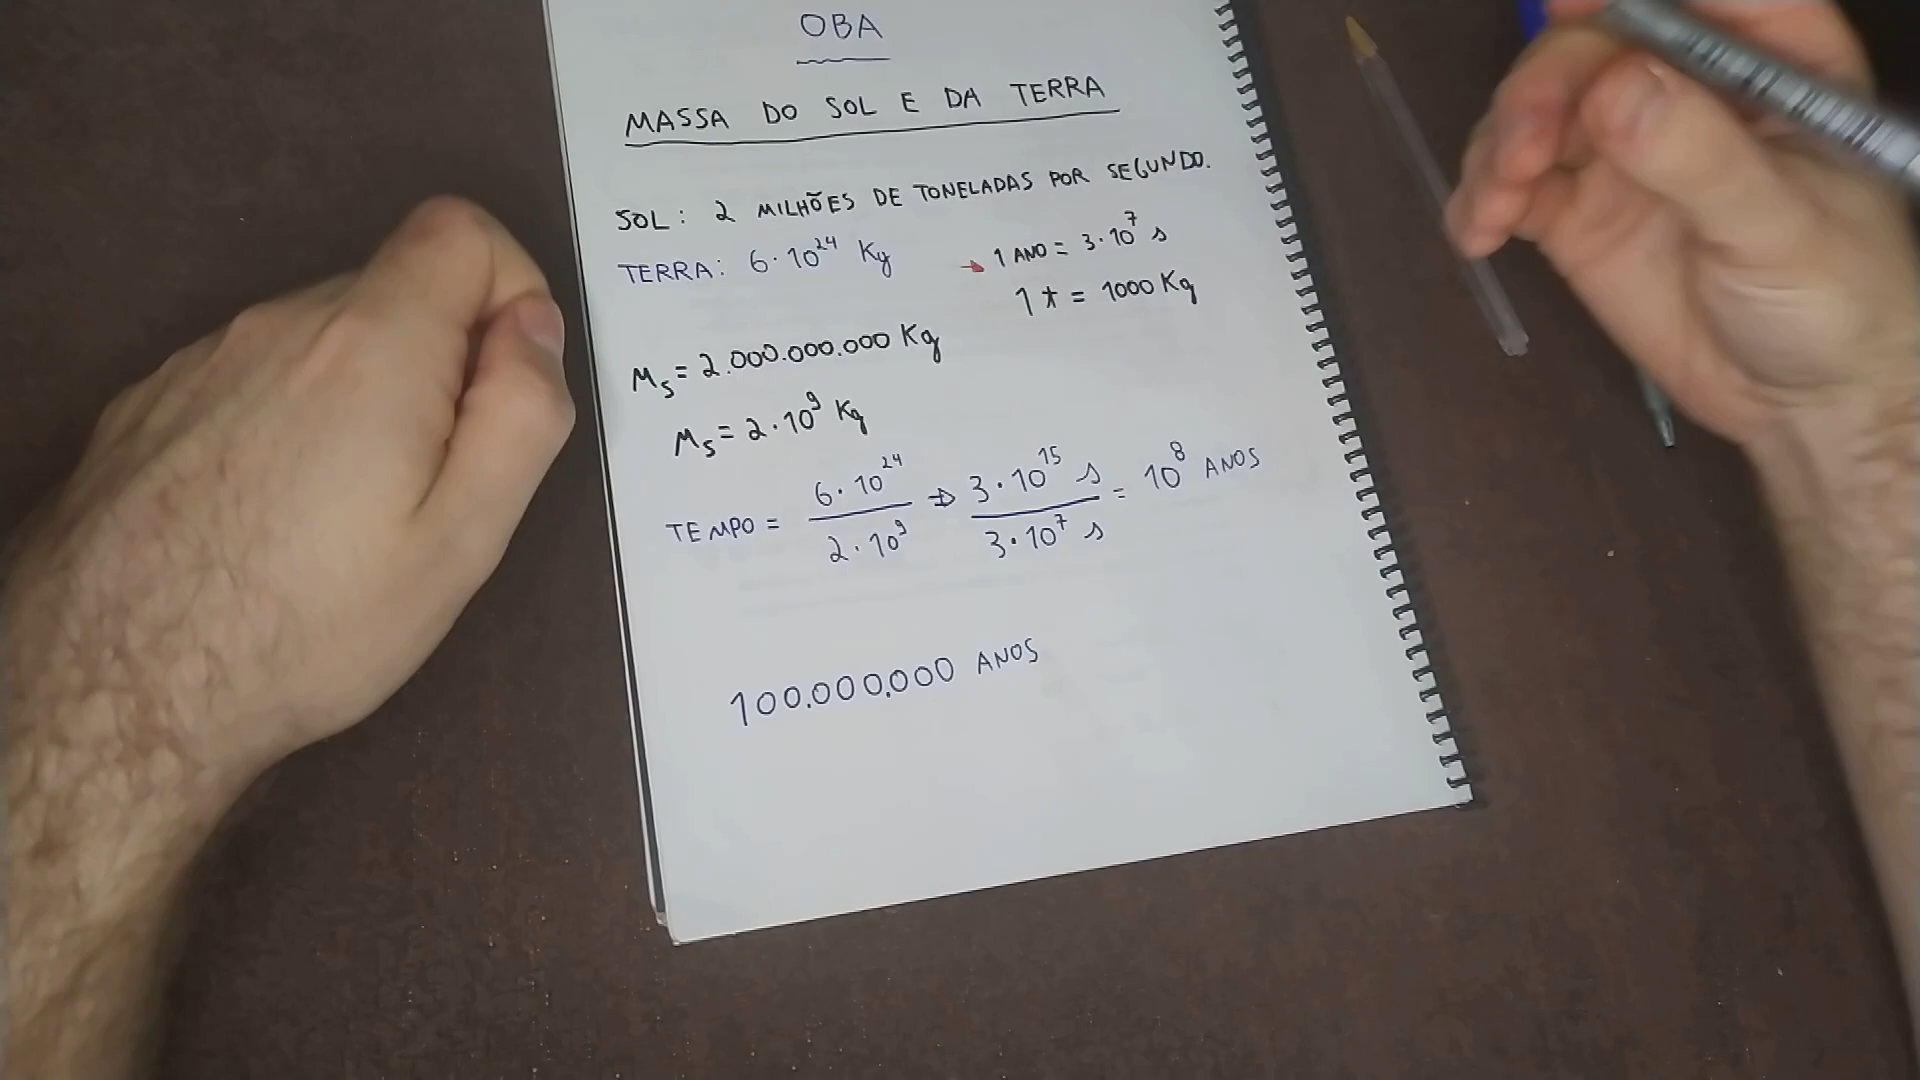 OBA
MASSA DO SOL E DA TERRA
SOL: 2 MILHÕES DE TONELADAS POR SEGUNDO.
TERRA: 6·10²⁴ Kg
→ 1 ANO = 3·10⁷ s
1 t = 1000 Kg
Ms = 2.000.000.000 Kg
Ms = 2·10⁹ Kg
TEMPO = 6·10²⁴ / 2·10⁹ ⇒ 3·10¹⁵ s / 3·10⁷ s = 10⁸ ANOS
100.000.000 ANOS